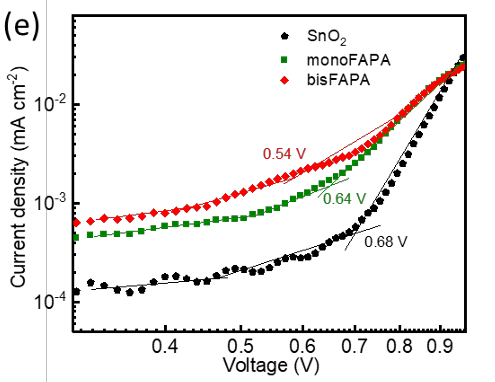 (e)
SnO₂
monoFAPA
bisFAPA
Current density (mA cm⁻²)
10⁻²
10⁻³
10⁻⁴
0.54 V
0.64 V
0.68 V
0.4 0.5 0.6 0.7 0.8 0.9
Voltage (V)